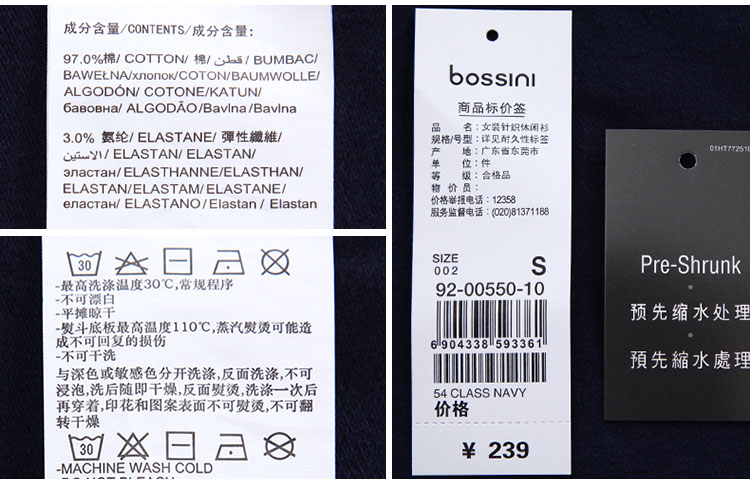 成分含量/CONTENTS/成分含量/
97.0%棉/ COTTON/ 棉/ قطن/ BUMBAC/
BAWEŁNA/хлопок/COTON/BAUMWOLLE/
ALGODÓN/ COTONE/KATUN/
бавовна/ ALGODÃO/Bavlna/Bavlna
3.0% 氨纶/ ELASTANE/ 彈性纖維/
الاستين/ ELASTAN/ ELASTAN/
эластан/ ELASTHANNE/ELASTHAN/
ELASTAN/ELASTAM/ ELASTANE/
еластан/ ELASTANO/Elastan / Elastan
30
-最高洗涤温度30℃,常规程序
-不可漂白
-平摊晾干
-熨斗底板最高温度110℃,蒸汽熨烫可能造
成不可回复的损伤
-不可干洗
与深色或敏感色分开洗涤,反面洗涤,不可
浸泡,洗后随即干燥,反面熨烫,洗涤一次后
再穿着,印花和图案表面不可熨烫,不可翻
转干燥
30
-MACHINE WASH COLD
-DO NOT BLEACH
bossini
商品标价签
品 名:女装针织休闲衫
规格/号型:详见耐久性标签
产 地:广东省东莞市
单 位:件
等 级:合格品
物 价 员:
价格举报电话:12358
服务监督电话:(020)81371188
SIZE
002 S
92-00550-10
6 904338 593361
54 CLASS NAVY
价格
¥ 239
01HT772510
Pre-Shrunk
预先缩水处理
預先縮水處理